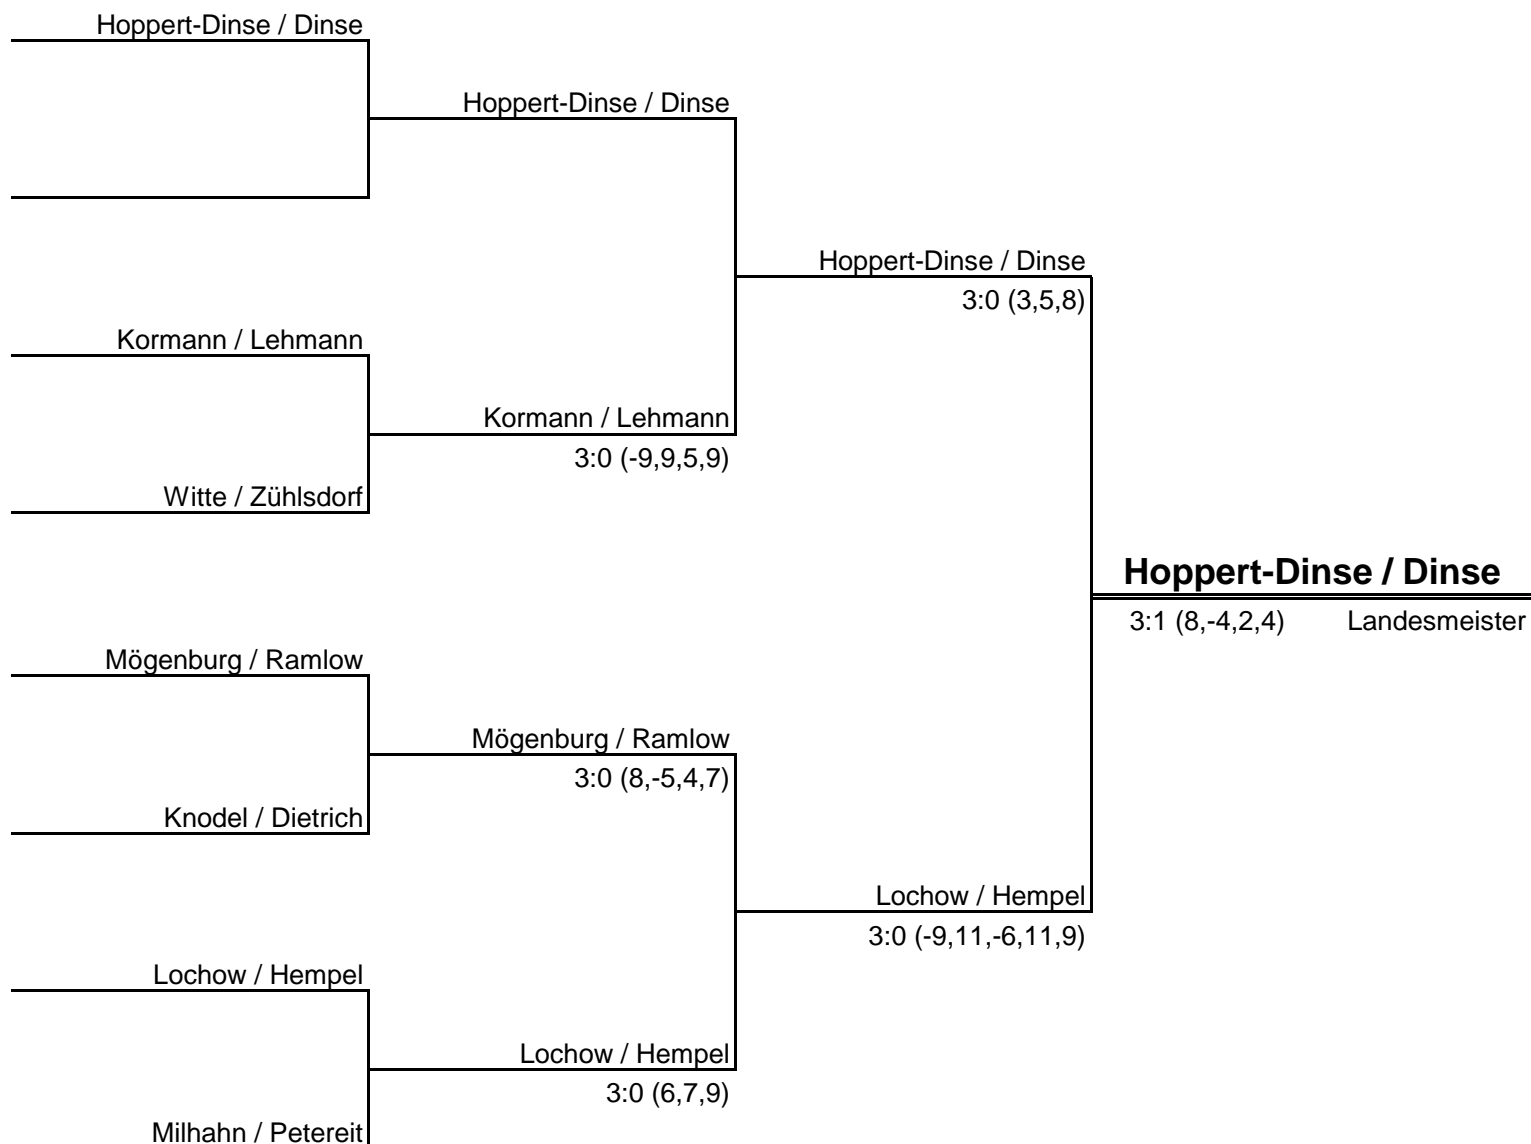 Hoppert-Dinse / Dinse
Hoppert-Dinse / Dinse
Hoppert-Dinse / Dinse
3:0 (3,5,8)
Kormann / Lehmann
Kormann / Lehmann
3:0 (-9,9,5,9)
Witte / Zühlsdorf
Hoppert-Dinse / Dinse
3:1 (8,-4,2,4) Landesmeister
Mögenburg / Ramlow
Mögenburg / Ramlow
3:0 (8,-5,4,7)
Knodel / Dietrich
Lochow / Hempel
3:0 (-9,11,-6,11,9)
Lochow / Hempel
Lochow / Hempel
3:0 (6,7,9)
Milhahn / Petereit